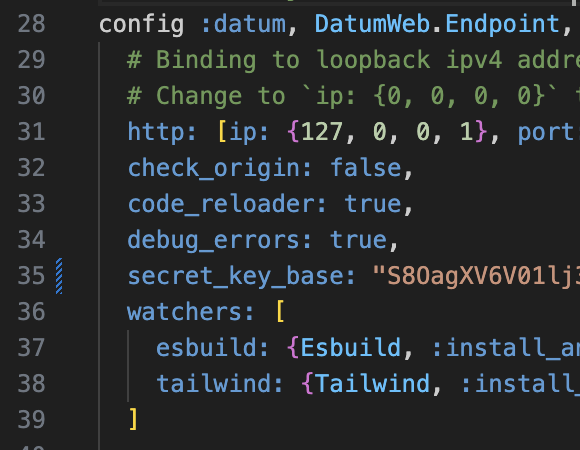 28 config :datum, DatumWeb.Endpoint,
29 # Binding to loopback ipv4 addre
30 # Change to `ip: {0, 0, 0, 0}` t
31 http: [ip: {127, 0, 0, 1}, port
32 check_origin: false,
33 code_reloader: true,
34 debug_errors: true,
35 secret_key_base: "S8OagXV6V01lj3
36 watchers: [
37 esbuild: {Esbuild, :install_an
38 tailwind: {Tailwind, :install_
39 ]